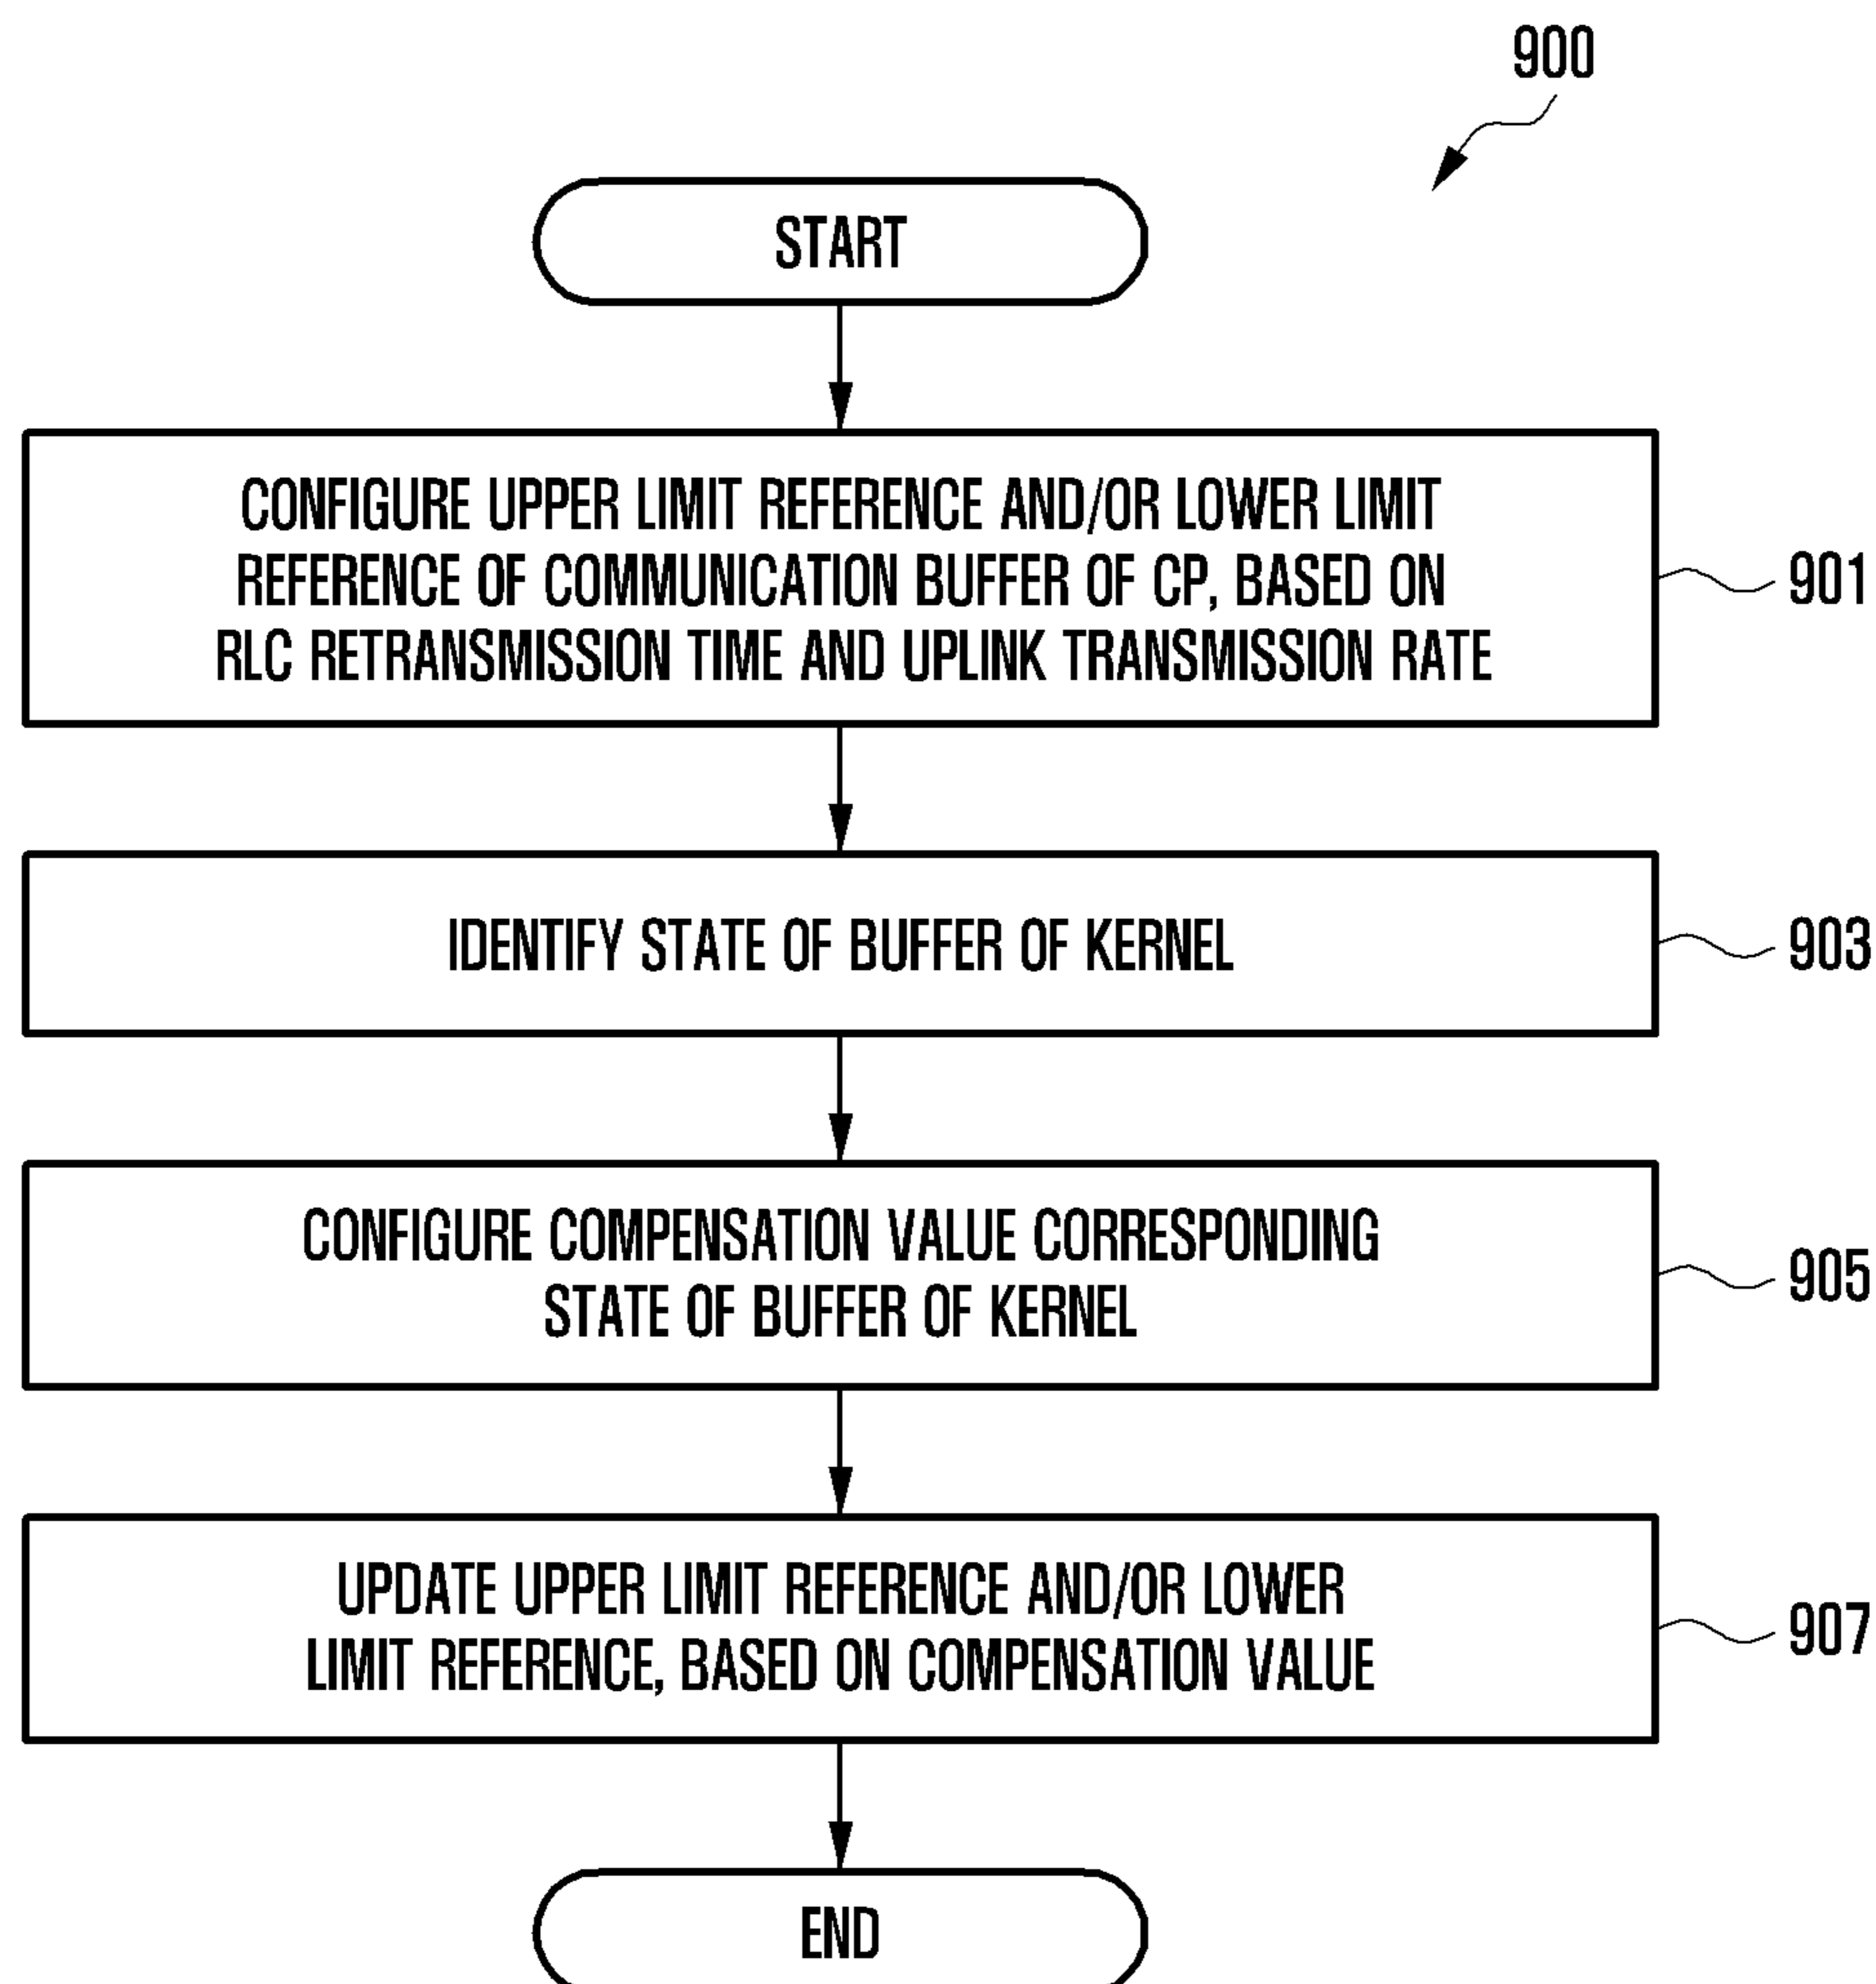 900
START
CONFIGURE UPPER LIMIT REFERENCE AND/OR LOWER LIMIT
REFERENCE OF COMMUNICATION BUFFER OF CP, BASED ON
RLC RETRANSMISSION TIME AND UPLINK TRANSMISSION RATE
901
IDENTIFY STATE OF BUFFER OF KERNEL
903
CONFIGURE COMPENSATION VALUE CORRESPONDING
STATE OF BUFFER OF KERNEL
905
UPDATE UPPER LIMIT REFERENCE AND/OR LOWER
LIMIT REFERENCE, BASED ON COMPENSATION VALUE
907
END